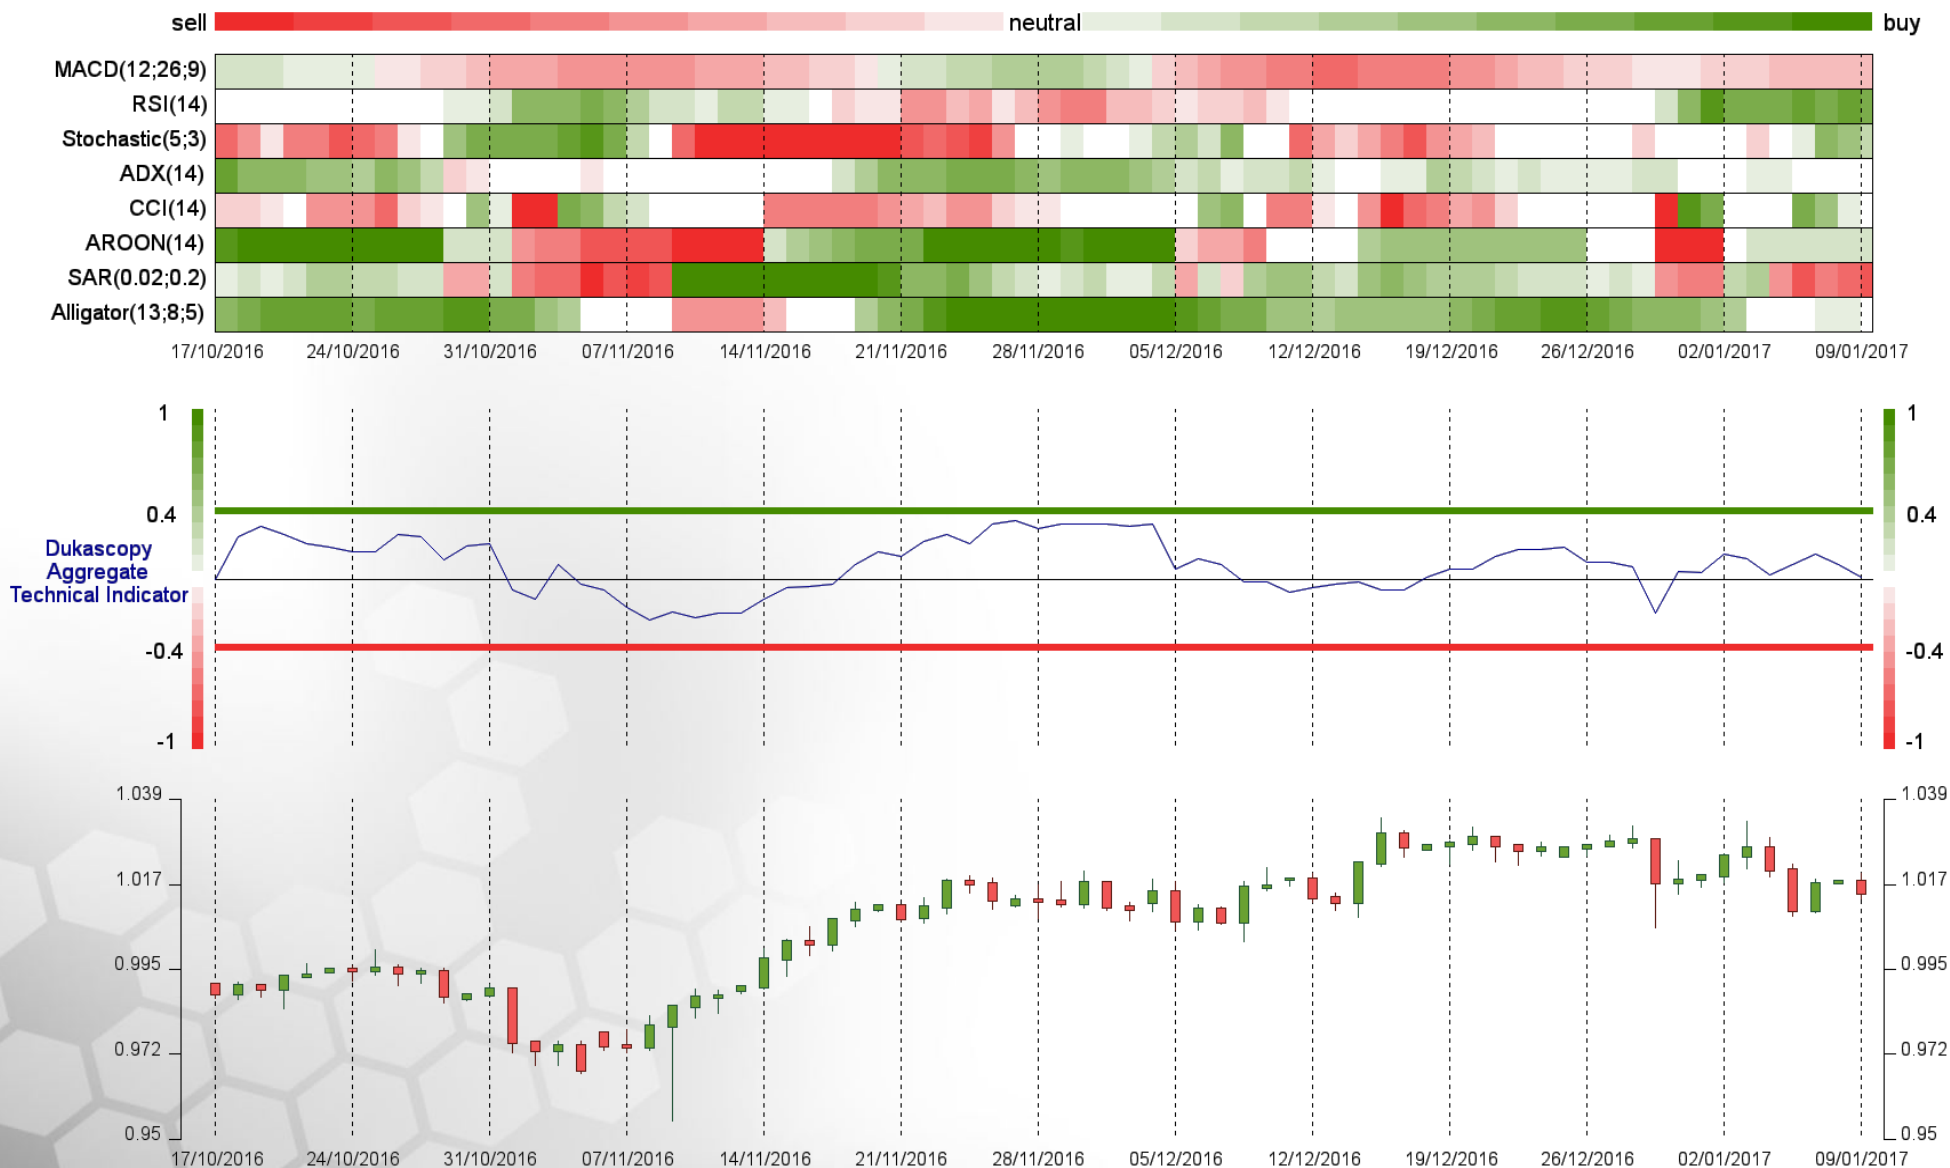 sell neutral buy
MACD(12;26;9)
RSI(14)
Stochastic(5;3)
ADX(14)
CCI(14)
AROON(14)
SAR(0.02;0.2)
Alligator(13;8;5)
17/10/2016 24/10/2016 31/10/2016 07/11/2016 14/11/2016 21/11/2016 28/11/2016 05/12/2016 12/12/2016 19/12/2016 26/12/2016 02/01/2017 09/01/2017
1 1
0.4 0.4
Dukascopy
Aggregate
Technical Indicator
-0.4 -0.4
-1 -1
1.039 1.039
1.017 1.017
0.995 0.995
0.972 0.972
0.95 0.95
17/10/2016 24/10/2016 31/10/2016 07/11/2016 14/11/2016 21/11/2016 28/11/2016 05/12/2016 12/12/2016 19/12/2016 26/12/2016 02/01/2017 09/01/2017